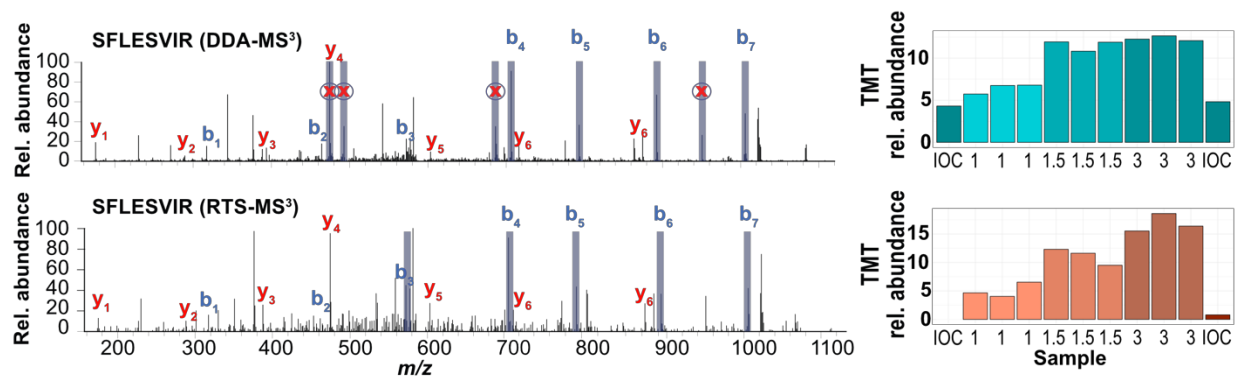 SFLESVIR (DDA-MS³)
Rel. abundance
100
80
60
40
20
0
y₁
y₂
b₁
y₃
b₂
y₄
x
x
b₃
y₅
x
b₄
y₆
b₅
y₆
b₆
x
b₇
TMT
rel. abundance
10
5
0
IOC 1 1 1 1.5 1.5 1.5 3 3 3 IOC
SFLESVIR (RTS-MS³)
Rel. abundance
100
80
60
40
20
0
y₁
y₂
b₁
y₃
b₂
y₄
b₃
y₅
b₄
y₆
b₅
y₆
b₆
b₇
200 300 400 500 600 700 800 900 1000 1100
m/z
TMT
rel. abundance
15
10
5
0
IOC 1 1 1 1.5 1.5 1.5 3 3 3 IOC
Sample